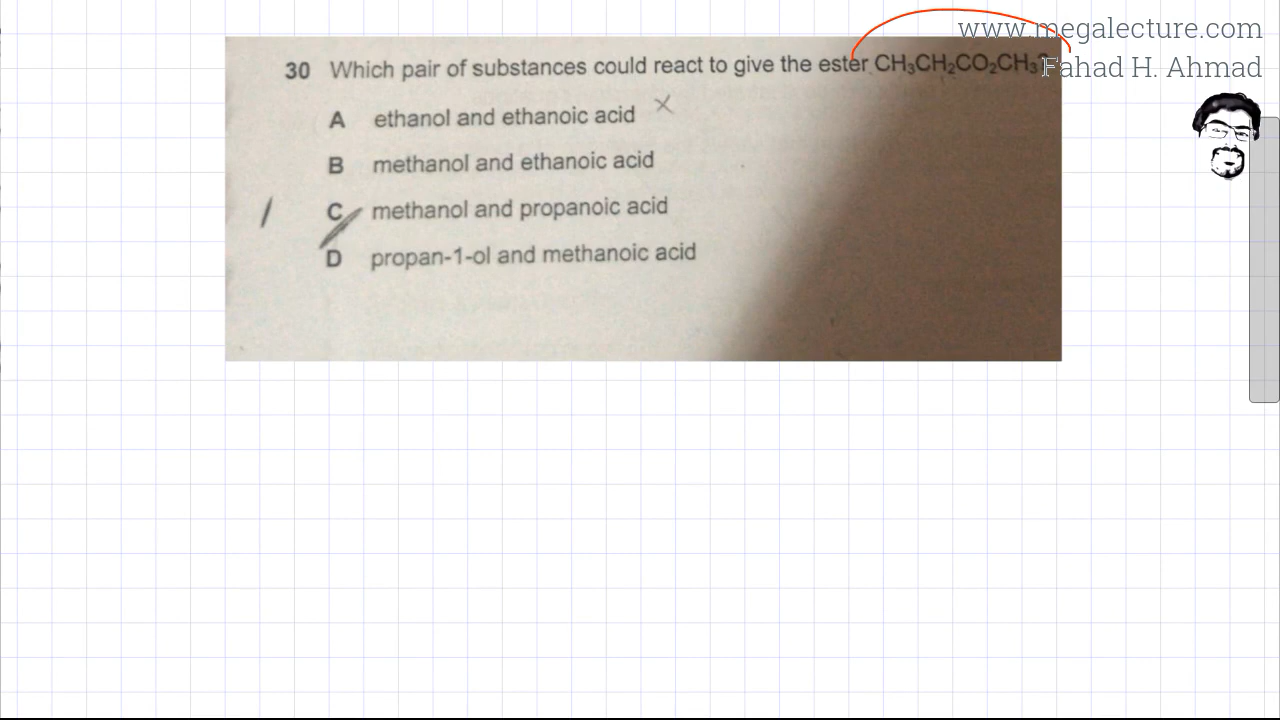 www.megalecture.com
30 Which pair of substances could react to give the ester CH₃CH₂CO₂CH₃?
Fahad H. Ahmad
A ethanol and ethanoic acid ×
B methanol and ethanoic acid
C methanol and propanoic acid
D propan-1-ol and methanoic acid